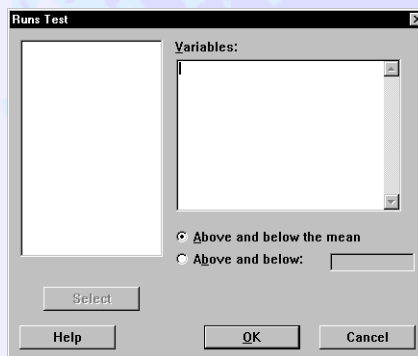 Runs Test
Variables:
Above and below the mean
Above and below:
Select
Help
OK
Cancel